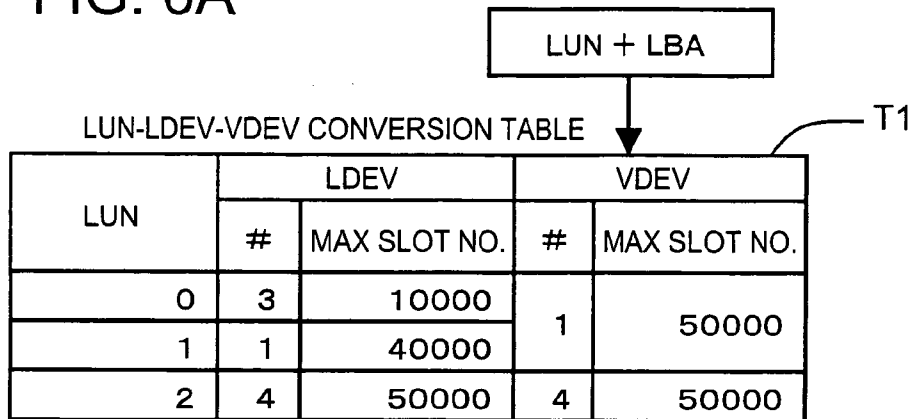 FIG. 6A
LUN + LBA
LUN-LDEV-VDEV CONVERSION TABLE
T1
LUN LDEV VDEV
# MAX SLOT NO. # MAX SLOT NO.
0 3 10000 1 50000
1 1 40000
2 4 50000 4 50000